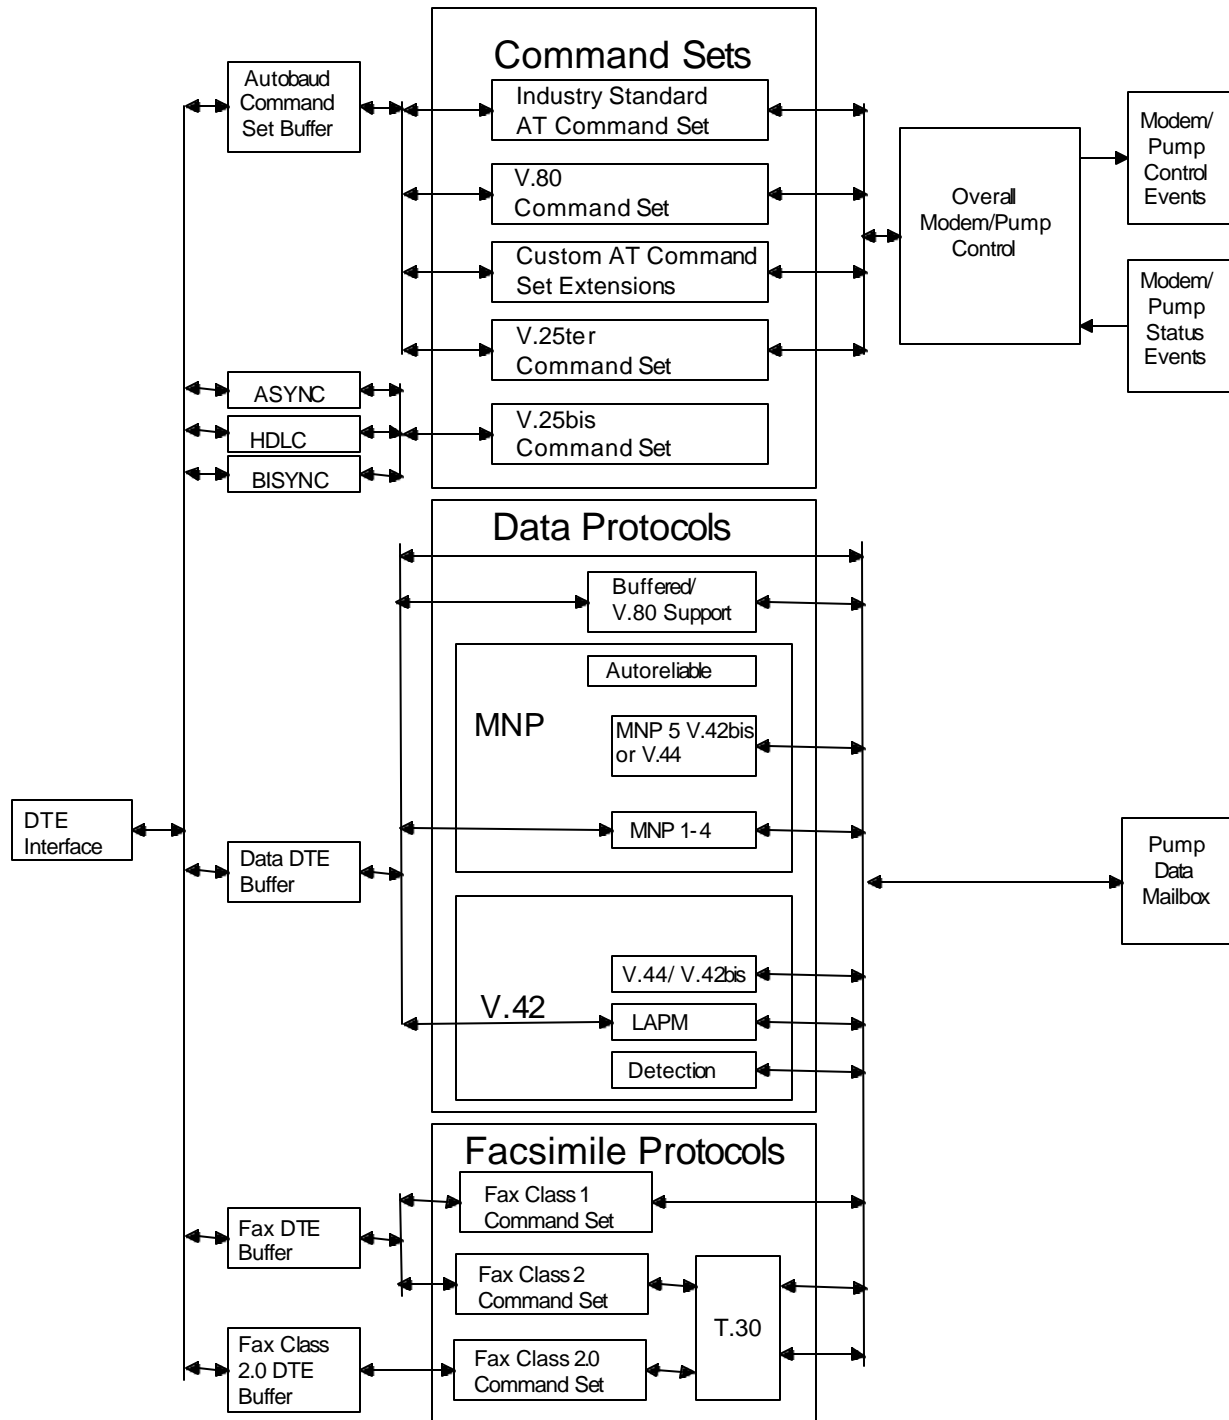 Command Sets
Autobaud
Command
Set Buffer
Industry Standard
AT Command Set
V.80
Command Set
Custom AT Command
Set Extensions
V.25ter
Command Set
ASYNC
HDLC
BISYNC
V.25bis
Command Set
Overall
Modem/Pump
Control
Modem/
Pump
Control
Events
Modem/
Pump
Status
Events
Data Protocols
Buffered/
V.80 Support
Autoreliable
MNP
MNP 5 V.42bis
or V.44
MNP 1-4
DTE
Interface
Data DTE
Buffer
Pump
Data
Mailbox
V.44/ V.42bis
V.42
LAPM
Detection
Facsimile Protocols
Fax Class 1
Command Set
Fax DTE
Buffer
Fax Class 2
Command Set
T.30
Fax Class
2.0 DTE
Buffer
Fax Class 2.0
Command Set